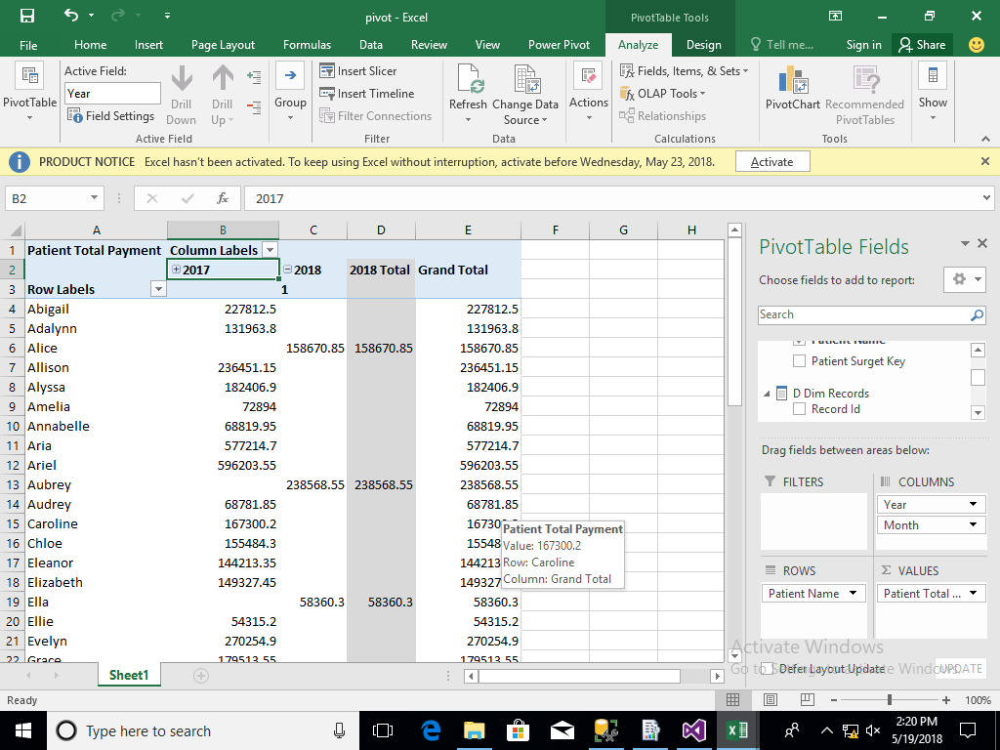 pivot - Excel
PivotTable Tools
File Home Insert Page Layout Formulas Data Review View Power Pivot Analyze Design Tell me... Sign in Share
PivotTable
Active Field:
Year
Field Settings
Drill Down
Drill Up
Active Field
Group
Insert Slicer
Insert Timeline
Filter Connections
Filter
Refresh
Change Data Source
Data
Actions
Fields, Items, & Sets
OLAP Tools
Relationships
Calculations
PivotChart
Recommended PivotTables
Tools
Show
PRODUCT NOTICE Excel hasn't been activated. To keep using Excel without interruption, activate before Wednesday, May 23, 2018. Activate
B2 fx 2017
A B C D E F G H
1 Patient Total Payment Column Labels
2 2017 2018 2018 Total Grand Total
3 Row Labels 1
4 Abigail 227812.5 227812.5
5 Adalynn 131963.8 131963.8
6 Alice 158670.85 158670.85 158670.85
7 Allison 236451.15 236451.15
8 Alyssa 182406.9 182406.9
9 Amelia 72894 72894
10 Annabelle 68819.95 68819.95
11 Aria 577214.7 577214.7
12 Ariel 596203.55 596203.55
13 Aubrey 238568.55 238568.55 238568.55
14 Audrey 68781.85 68781.85
15 Caroline 167300.2
16 Chloe 155484.3
17 Eleanor 144213.35
18 Elizabeth 149327.45
19 Ella 58360.3 58360.3 58360.3
20 Ellie 54315.2 54315.2
21 Evelyn 270254.9 270254.9
22 Grace 179513.55 179513.55
Patient Total Payment
Value: 167300.2
Row: Caroline
Column: Grand Total
Sheet1
PivotTable Fields
Choose fields to add to report:
Search
Patient Name
Patient Surget Key
D Dim Records
Record Id
Drag fields between areas below:
FILTERS
COLUMNS
Year
Month
ROWS
Patient Name
VALUES
Patient Total ...
Activate Windows
Go to Settings to activate Windows.
Defer Layout Update
UPDATE
Ready
100%
Type here to search
2:20 PM
5/19/2018